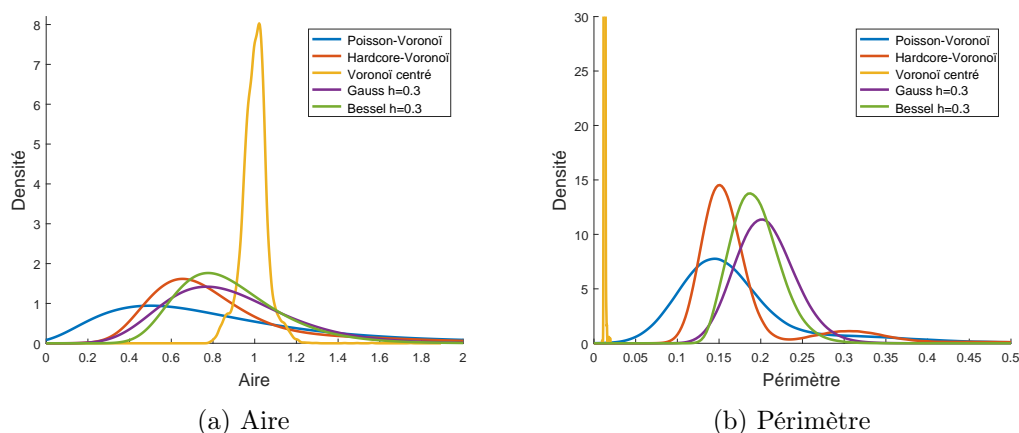 8
7
6
5
4
3
2
1
0
Densité
0 0.2 0.4 0.6 0.8 1 1.2 1.4 1.6 1.8 2
Aire
Poisson-Voronoï
Hardcore-Voronoï
Voronoï centré
Gauss h=0.3
Bessel h=0.3
(a) Aire
30
25
20
15
10
5
0
Densité
0 0.05 0.1 0.15 0.2 0.25 0.3 0.35 0.4 0.45 0.5
Périmètre
Poisson-Voronoï
Hardcore-Voronoï
Voronoï centré
Gauss h=0.3
Bessel h=0.3
(b) Périmètre